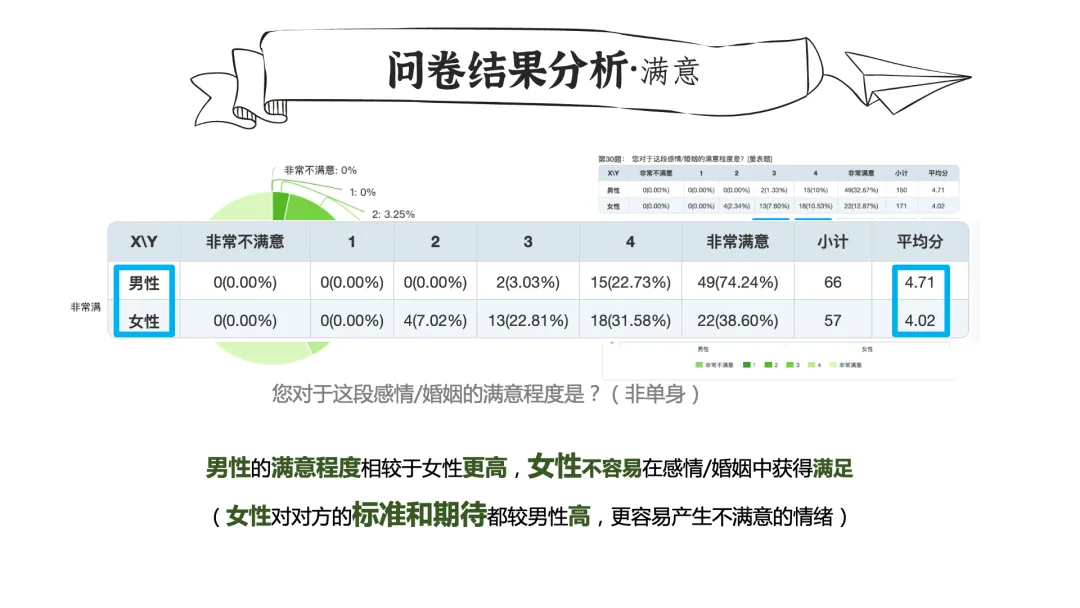 问卷结果分析·满意
非常不满意: 0%
1: 0%
2: 3.25%
非常满
第30题： 您对于这段感情/婚姻的满意程度是？ [量表题]
X\Y 非常不满意 1 2 3 4 非常满意 小计 平均分
男性 0(0.00%) 0(0.00%) 0(0.00%) 2(1.33%) 15(10%) 49(32.67%) 150 4.71
女性 0(0.00%) 0(0.00%) 4(2.34%) 13(7.60%) 18(10.53%) 22(12.87%) 171 4.02
X\Y 非常不满意 1 2 3 4 非常满意 小计 平均分
男性 0(0.00%) 0(0.00%) 0(0.00%) 2(3.03%) 15(22.73%) 49(74.24%) 66 4.71
女性 0(0.00%) 0(0.00%) 4(7.02%) 13(22.81%) 18(31.58%) 22(38.60%) 57 4.02
男性 女性
非常不满意 1 2 3 4 非常满意
您对于这段感情/婚姻的满意程度是？（非单身）
男性的满意程度相较于女性更高，女性不容易在感情/婚姻中获得满足
（女性对对方的标准和期待都较男性高，更容易产生不满意的情绪）